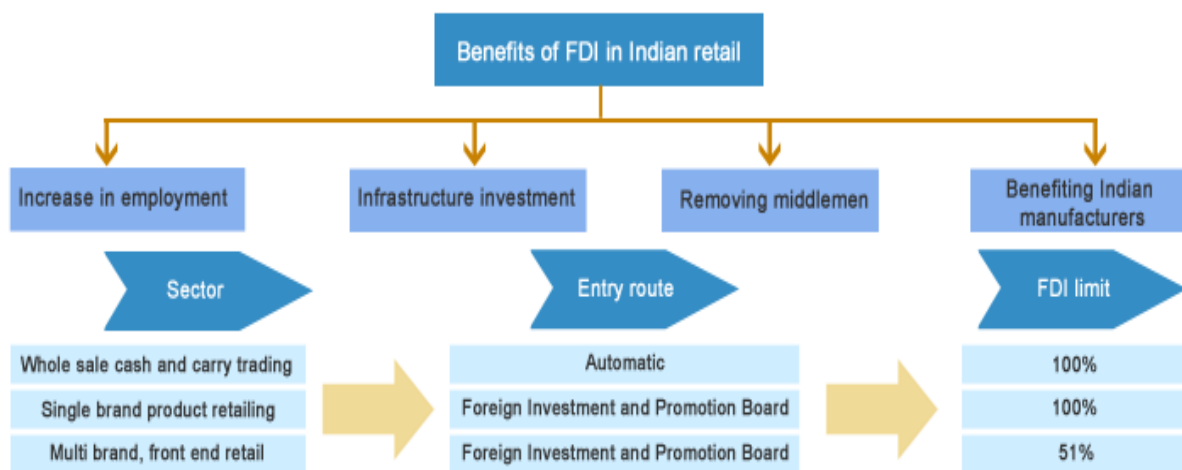 Benefits of FDI in Indian retail
Increase in employment
Infrastructure investment
Removing middlemen
Benefiting Indian
manufacturers
Sector
Entry route
FDI limit
Whole sale cash and carry trading
Automatic
100%
Single brand product retailing
Foreign Investment and Promotion Board
100%
Multi brand, front end retail
Foreign Investment and Promotion Board
51%